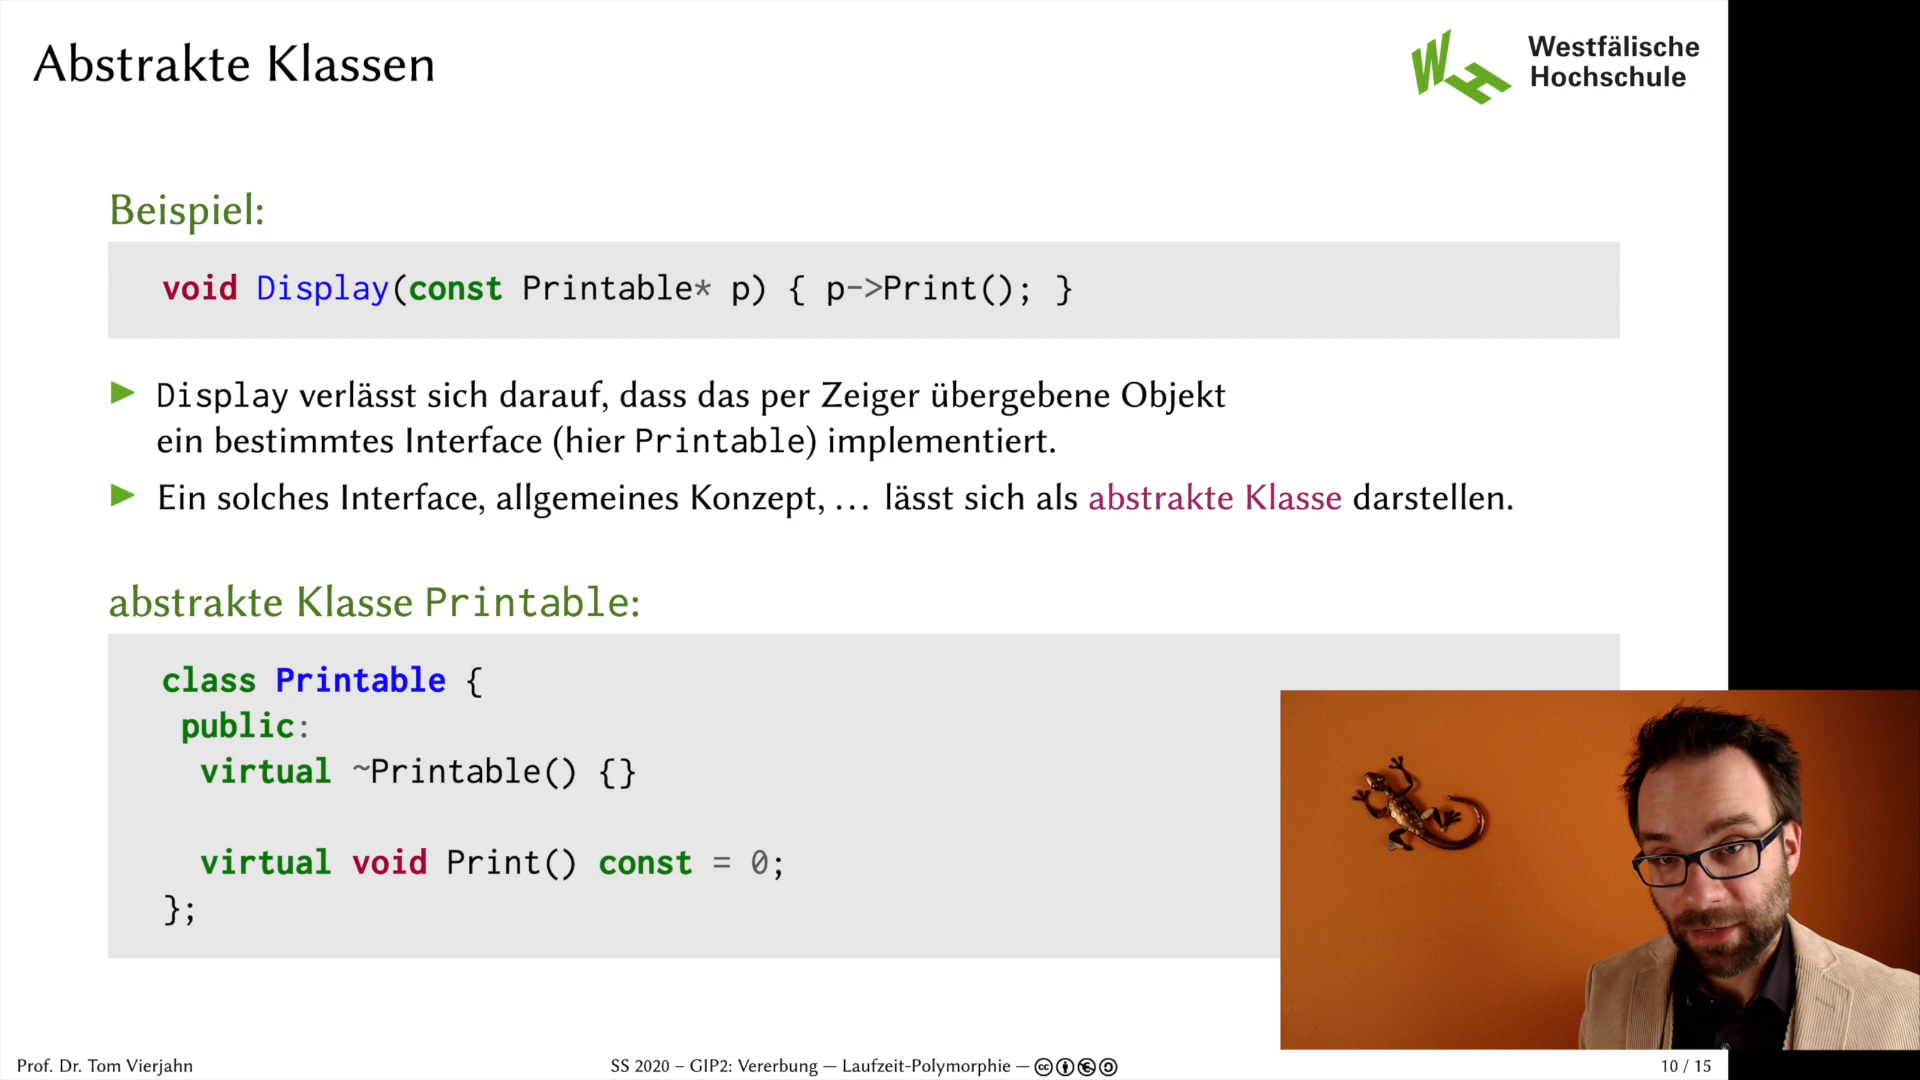 Abstrakte Klassen
Westfälische
Hochschule
Beispiel:
void Display(const Printable* p) { p->Print(); }
Display verlässt sich darauf, dass das per Zeiger übergebene Objekt
ein bestimmtes Interface (hier Printable) implementiert.
Ein solches Interface, allgemeines Konzept, … lässt sich als abstrakte Klasse darstellen.
abstrakte Klasse Printable:
class Printable {
public:
virtual ~Printable() {}
virtual void Print() const = 0;
};
Prof. Dr. Tom Vierjahn
SS 2020 – GIP2: Vererbung — Laufzeit-Polymorphie —
10 / 15